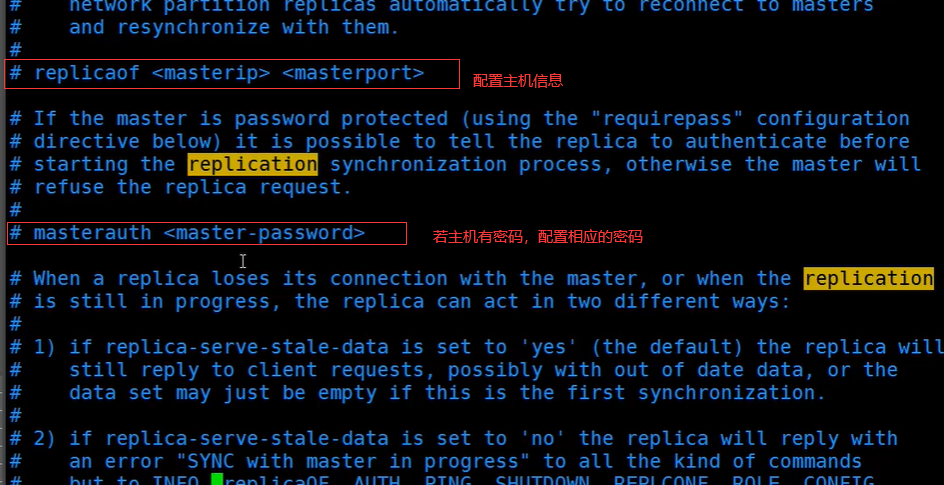 #    network partition replicas automatically try to reconnect to masters
#    and resynchronize with them.
#
# replicaof <masterip> <masterport>
配置主机信息
# If the master is password protected (using the "requirepass" configuration
# directive below) it is possible to tell the replica to authenticate before
# starting the replication synchronization process, otherwise the master will
# refuse the replica request.
#
# masterauth <master-password>
若主机有密码，配置相应的密码
# When a replica loses its connection with the master, or when the replication
# is still in progress, the replica can act in two different ways:
#
# 1) if replica-serve-stale-data is set to 'yes' (the default) the replica will
#    still reply to client requests, possibly with out of date data, or the
#    data set may just be empty if this is the first synchronization.
#
# 2) if replica-serve-stale-data is set to 'no' the replica will reply with
#    an error "SYNC with master in progress" to all the kind of commands
#    but to INFO, replicaOF, AUTH, PING, SHUTDOWN, REPLCONF, ROLE, CONFIG,